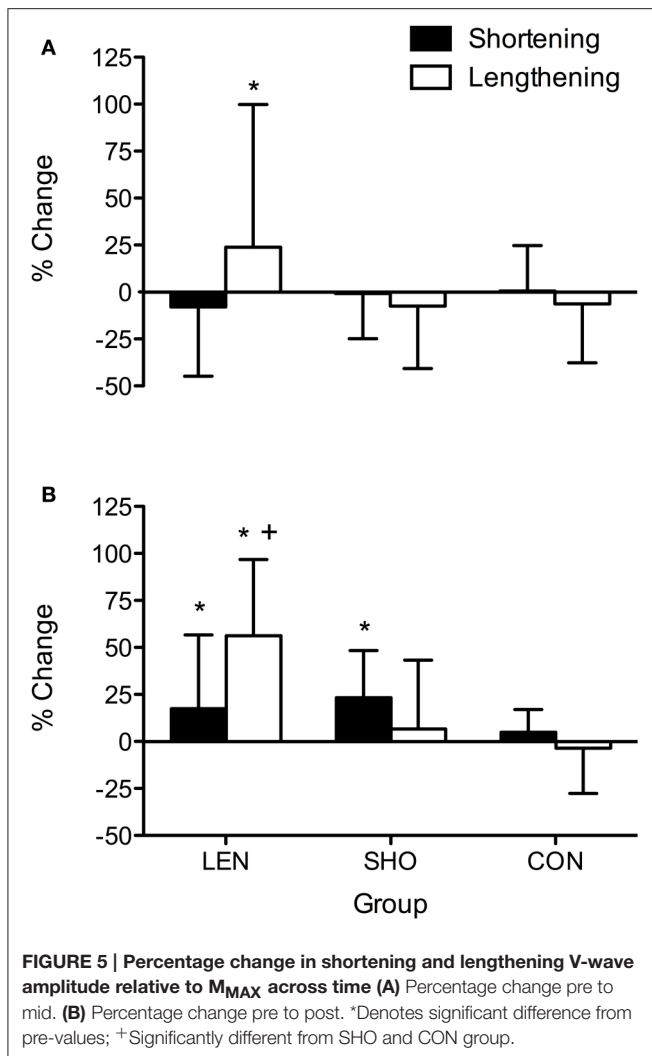 A
Shortening
Lengthening
125
100
75
50
25
0
-25
-50
% Change
*
B
125
100
75
50
25
0
-25
-50
% Change
* +
*
*
LEN SHO CON
Group
FIGURE 5 | Percentage change in shortening and lengthening V-wave
amplitude relative to MMAX across time (A) Percentage change pre to
mid. (B) Percentage change pre to post. *Denotes significant difference from
pre-values; +Significantly different from SHO and CON group.